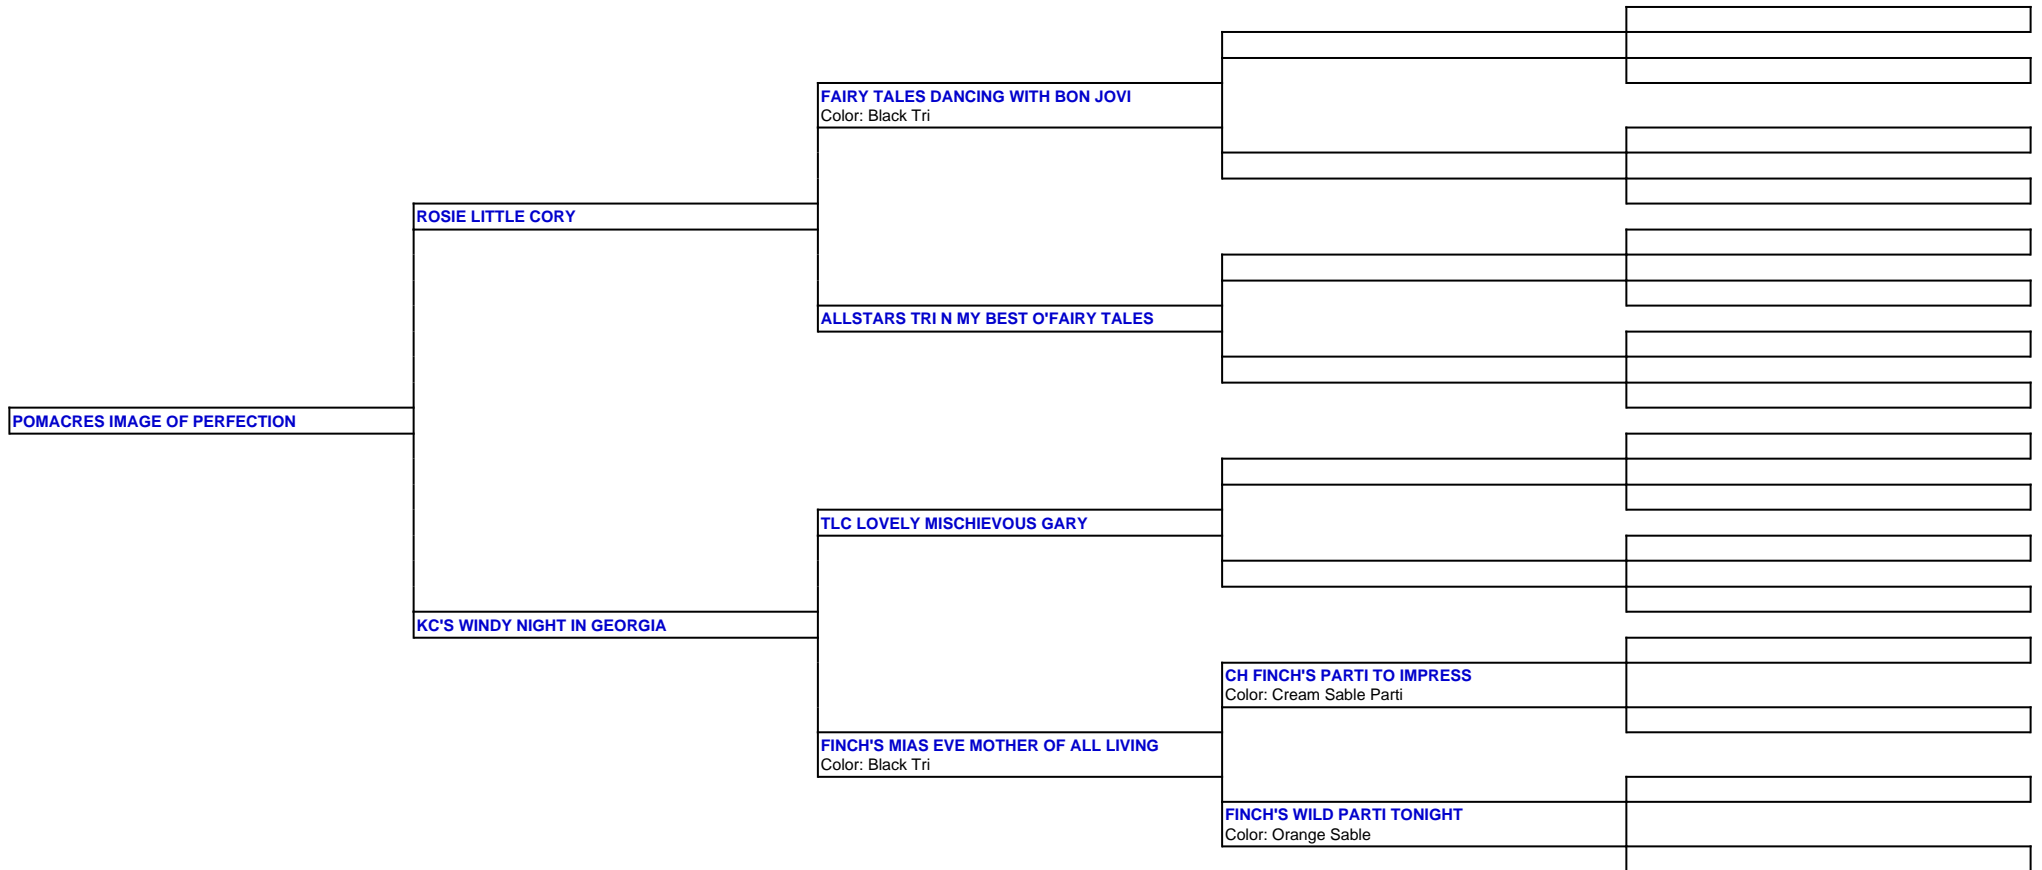 FAIRY TALES DANCING WITH BON JOVI
Color: Black Tri
ROSIE LITTLE CORY
ALLSTARS TRI N MY BEST O'FAIRY TALES
POMACRES IMAGE OF PERFECTION
TLC LOVELY MISCHIEVOUS GARY
KC'S WINDY NIGHT IN GEORGIA
CH FINCH'S PARTI TO IMPRESS
Color: Cream Sable Parti
FINCH'S MIAS EVE MOTHER OF ALL LIVING
Color: Black Tri
FINCH'S WILD PARTI TONIGHT
Color: Orange Sable